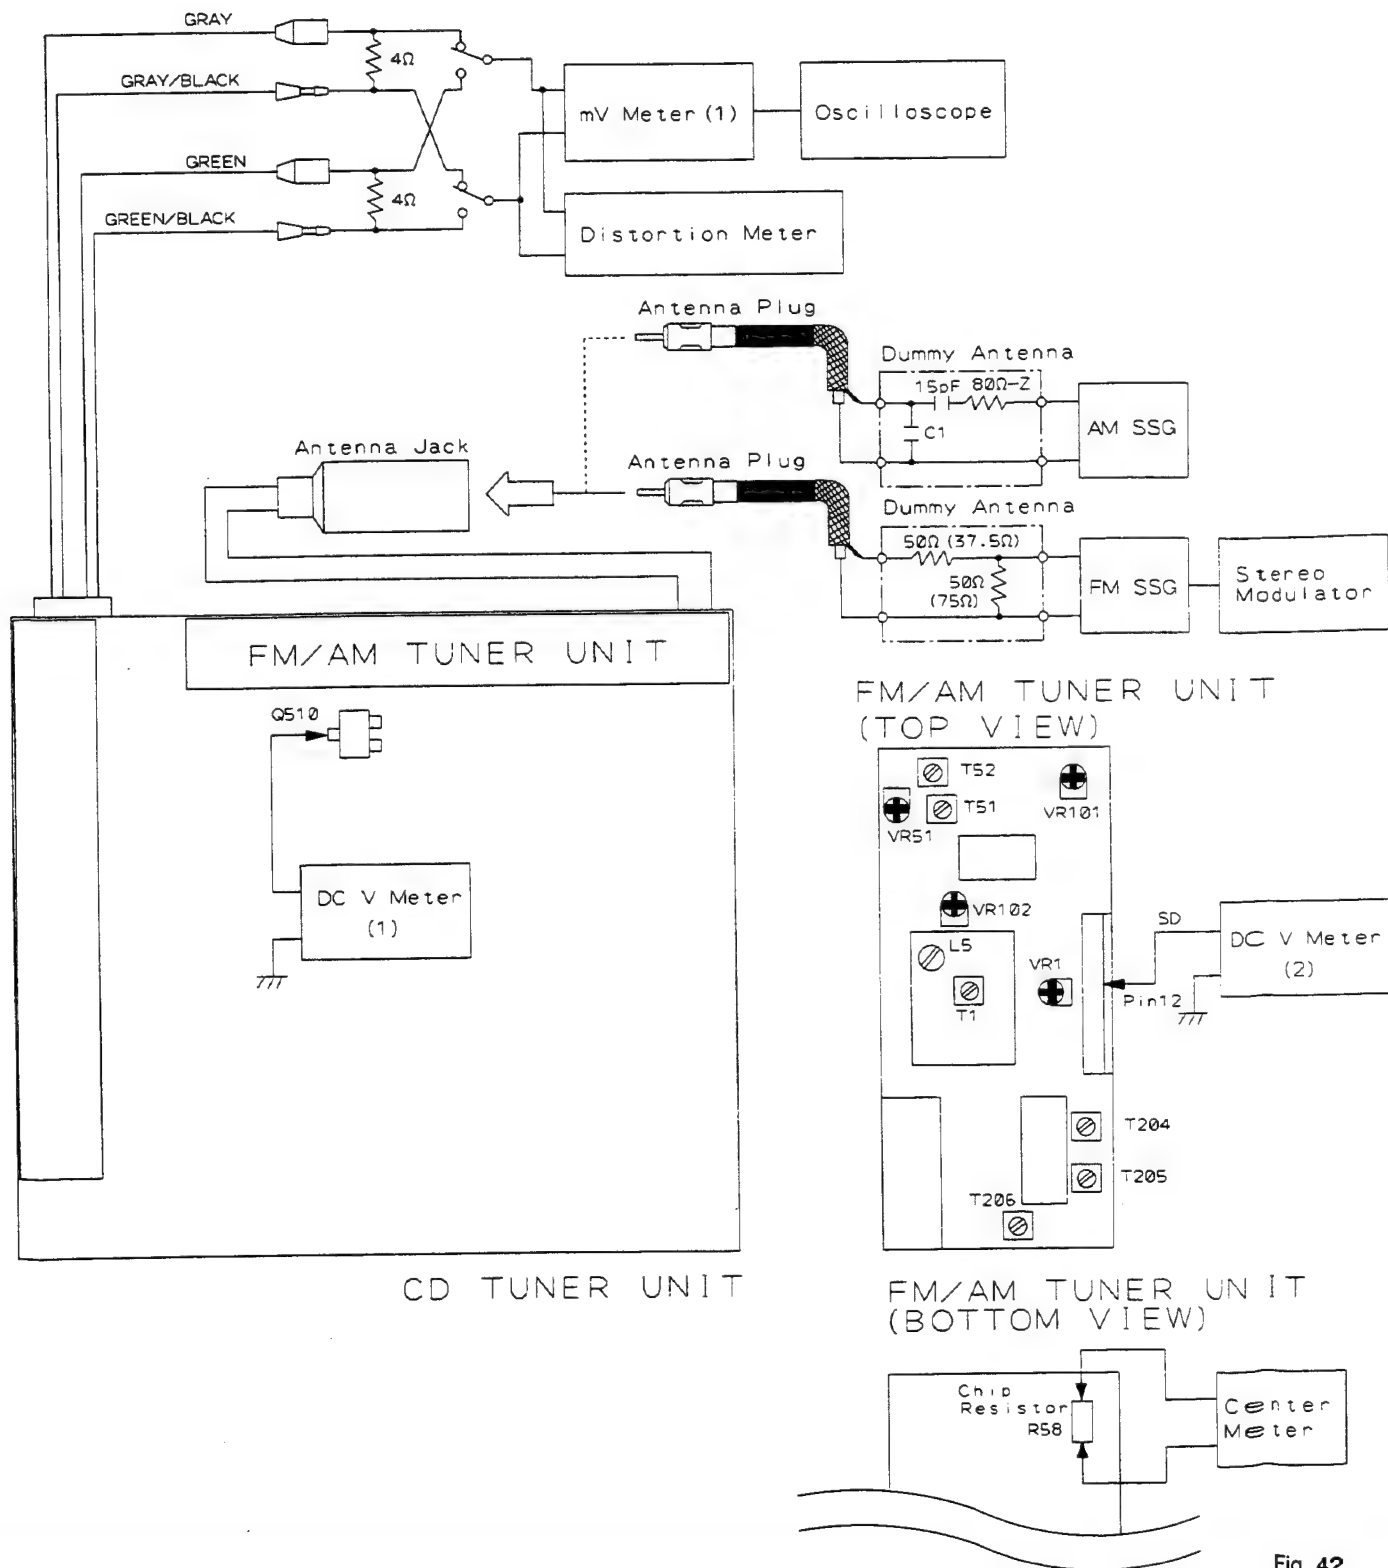 GRAY
4Ω
GRAY/BLACK
mV Meter (1)
Oscilloscope
GREEN
4Ω
GREEN/BLACK
Distortion Meter
Antenna Plug
Dummy Antenna
15pF 80Ω-Z
C1
AM SSG
Antenna Jack
Antenna Plug
Dummy Antenna
50Ω (37.5Ω)
50Ω
(75Ω)
FM SSG
Stereo
Modulator
FM/AM TUNER UNIT
Q510
DC V Meter
(1)
CD TUNER UNIT
FM/AM TUNER UNIT
(TOP VIEW)
T52
T51
VR51
VR101
VR102
L5
T1
VR1
SD
Pin12
DC V Meter
(2)
T204
T205
T206
FM/AM TUNER UNIT
(BOTTOM VIEW)
Chip
Resistor
R58
Center
Meter
Fig. 42